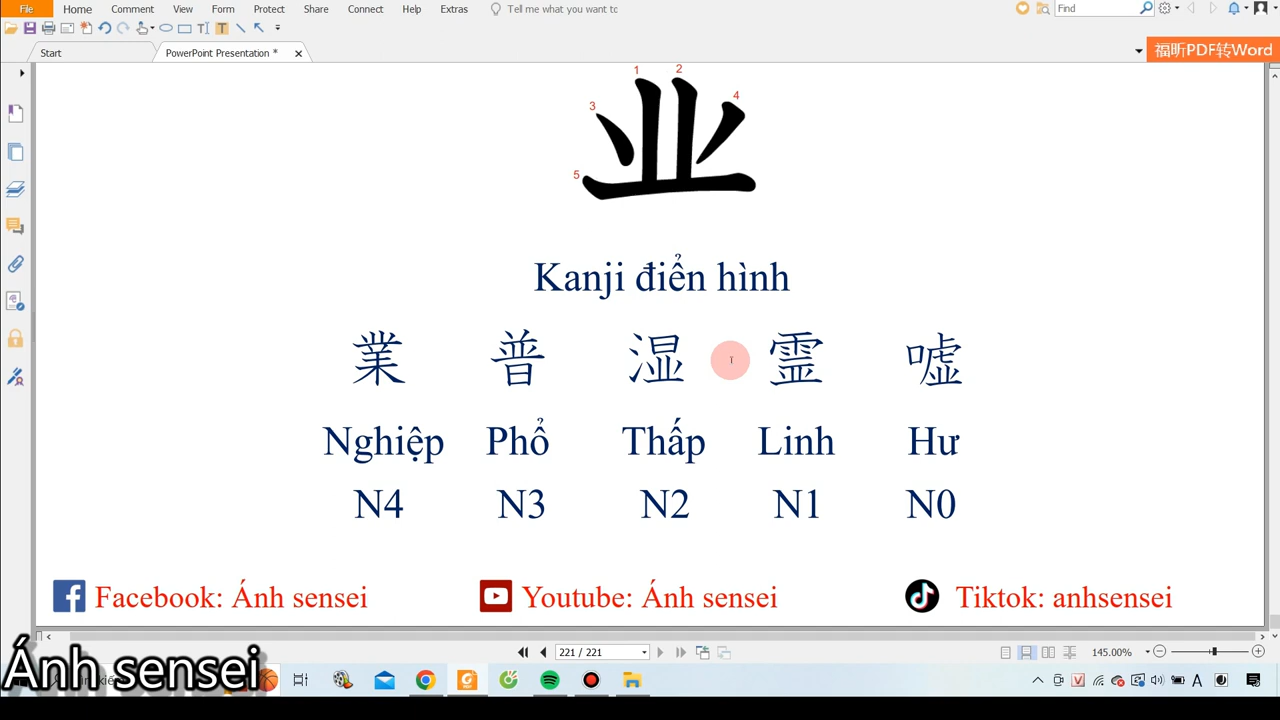 File Home Comment View Form Protect Share Connect Help Extras Tell me what you want to Find
Start PowerPoint Presentation * 福昕PDF转Word
1 2
3 4
业
5
Kanji điển hình
業 普 湿 霊 嘘
Nghiệp Phổ Thấp Linh Hư
N4 N3 N2 N1 N0
Facebook: Ánh sensei Youtube: Ánh sensei Tiktok: anhsensei
221 / 221 145.00%
Ánh sensei